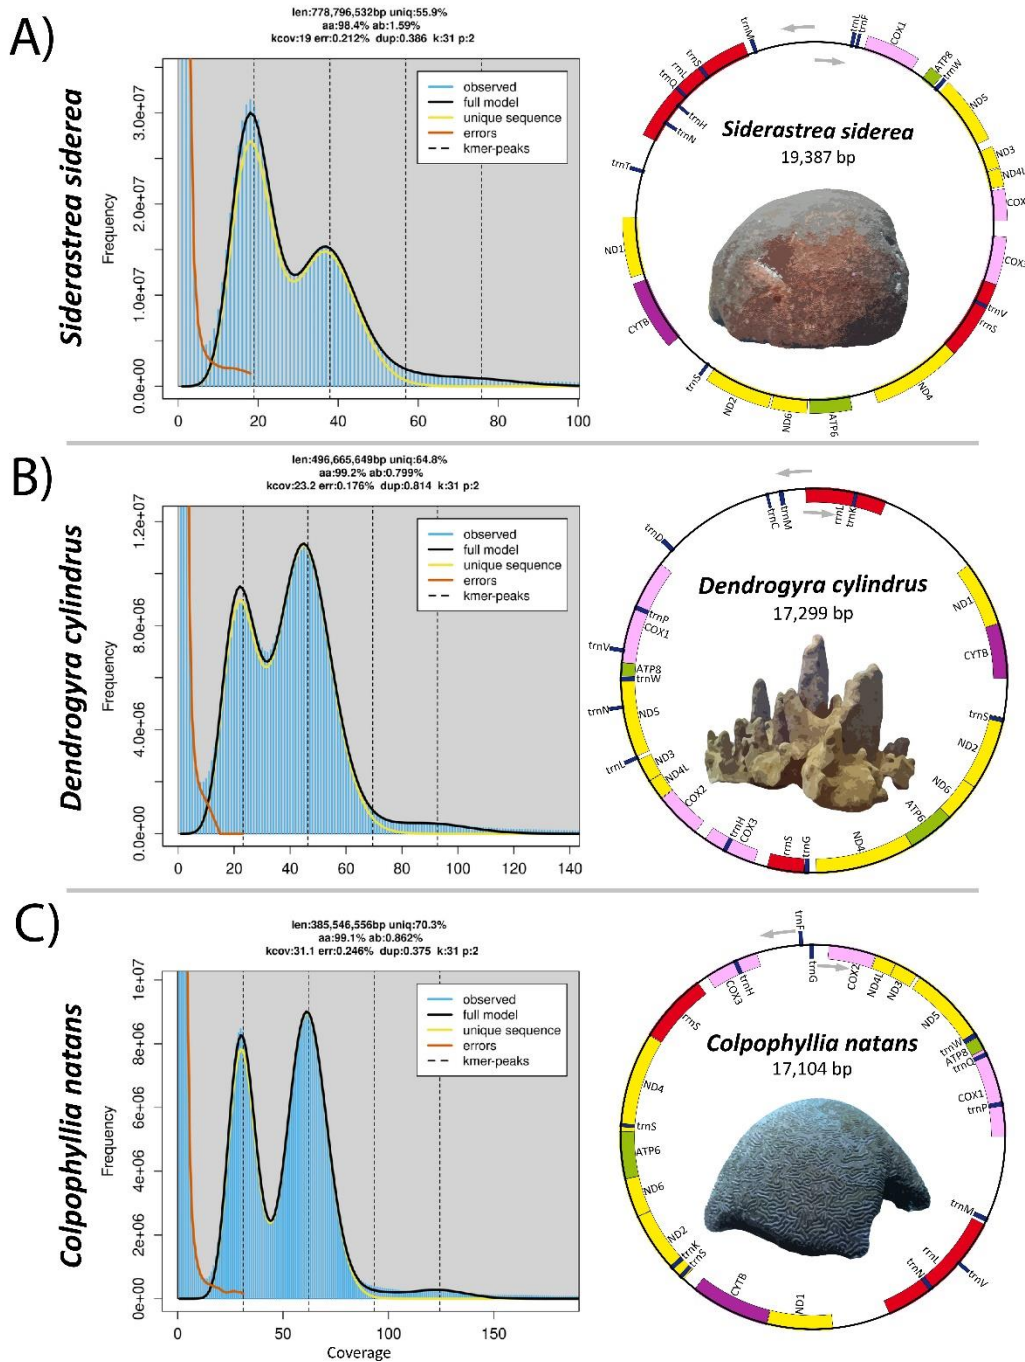 A)
Siderastrea siderea
len:778,796,532bp uniq:55.9%
aa:98.4% ab:1.59%
kcov:19 err:0.212% dup:0.386 k:31 p:2
Frequency
0.0e+00
1.0e+07
2.0e+07
3.0e+07
0
20
40
60
80
100
observed
full model
unique sequence
errors
kmer-peaks
Siderastrea siderea
19,387 bp
trnM
trnL
trnF
COX1
ATP8
trnW
ND5
ND3
ND4L
COX
COX3
trnV
rrnS
ND4
ATP6
ND6
ND2
trnS
CYTB
ND1
trnT
trnN
trnH
trnQ
rrnL
trnS
B)
Dendrogyra cylindrus
len:496,665,649bp uniq:64.8%
aa:99.2% ab:0.799%
kcov:23.2 err:0.176% dup:0.814 k:31 p:2
Frequency
0.0e+00
4.0e+06
8.0e+06
1.2e+07
0
20
40
60
80
100
120
140
observed
full model
unique sequence
errors
kmer-peaks
Dendrogyra cylindrus
17,299 bp
rrnL
trnK
ND1
CYTB
trnS
ND2
ND6
ATP6
ND4
trnG
rrnS
COX3
trnH
COX2
ND4L
ND3
trnL
trnN
ND5
trnW
ATP8
trnV
COX1
trnP
trnD
trnC
trnM
C)
Colpophyllia natans
len:385,546,556bp uniq:70.3%
aa:99.1% ab:0.862%
kcov:31.1 err:0.246% dup:0.375 k:31 p:2
Frequency
0e+00
2e+06
4e+06
6e+06
8e+06
1e+07
0
50
100
150
Coverage
observed
full model
unique sequence
errors
kmer-peaks
Colpophyllia natans
17,104 bp
trnF
trnG
COX2
ND4L
ND3
ND5
trnW
ATP8
trnQ
COX1
trnP
trnM
trnV
rrnL
trnN
ND1
CYTB
trnS
trnK
ND2
ND6
ATP6
trnS
ND4
rrnS
COX3
trnH